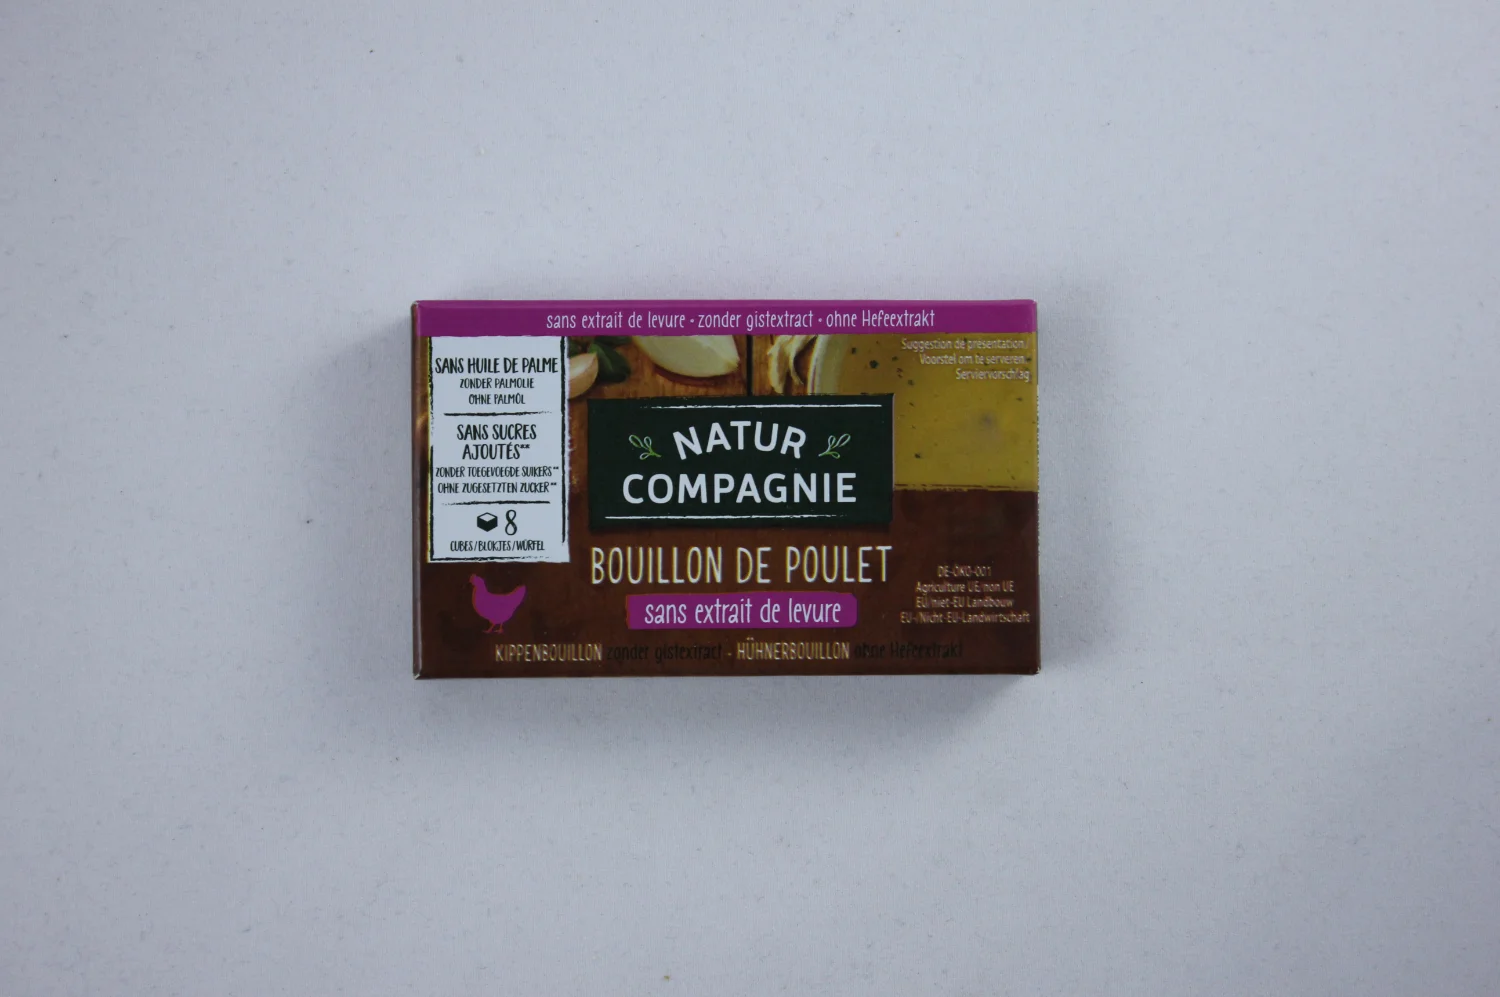 sans extrait de levure • zonder gistextract • ohne Hefeextrakt
SANS HUILE DE PALME
ZONDER PALMOLIE
OHNE PALMÖL
SANS SUCRES
AJOUTÉS**
ZONDER TOEGEVOEGDE SUIKERS**
OHNE ZUGESETZTEN ZUCKER**
8
CUBES/BLOKJES/WÜRFEL
Suggestion de présentation/
Voorstel om te serveren/
Serviervorschlag
NATUR
COMPAGNIE
BOUILLON DE POULET
sans extrait de levure
DE-ÖKO-001
Agriculture UE/non UE
EU/niet-EU Landbouw
EU-/Nicht-EU-Landwirtschaft
KIPPENBOUILLON zonder gistextract - HÜHNERBOUILLON ohne Hefeextrakt